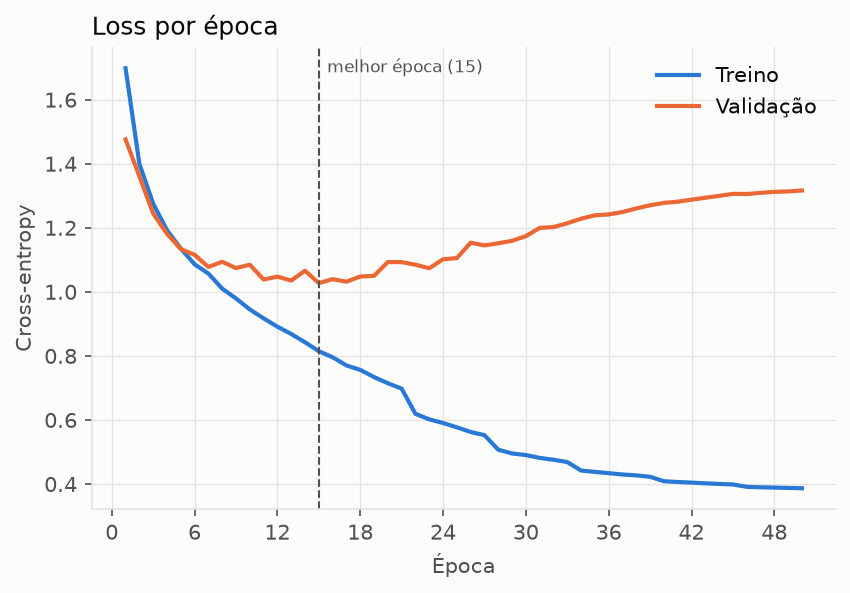 Loss por época
melhor época (15)
Treino
Validação
1.6
1.4
1.2
1.0
0.8
0.6
0.4
Cross-entropy
0 6 12 18 24 30 36 42 48
Época